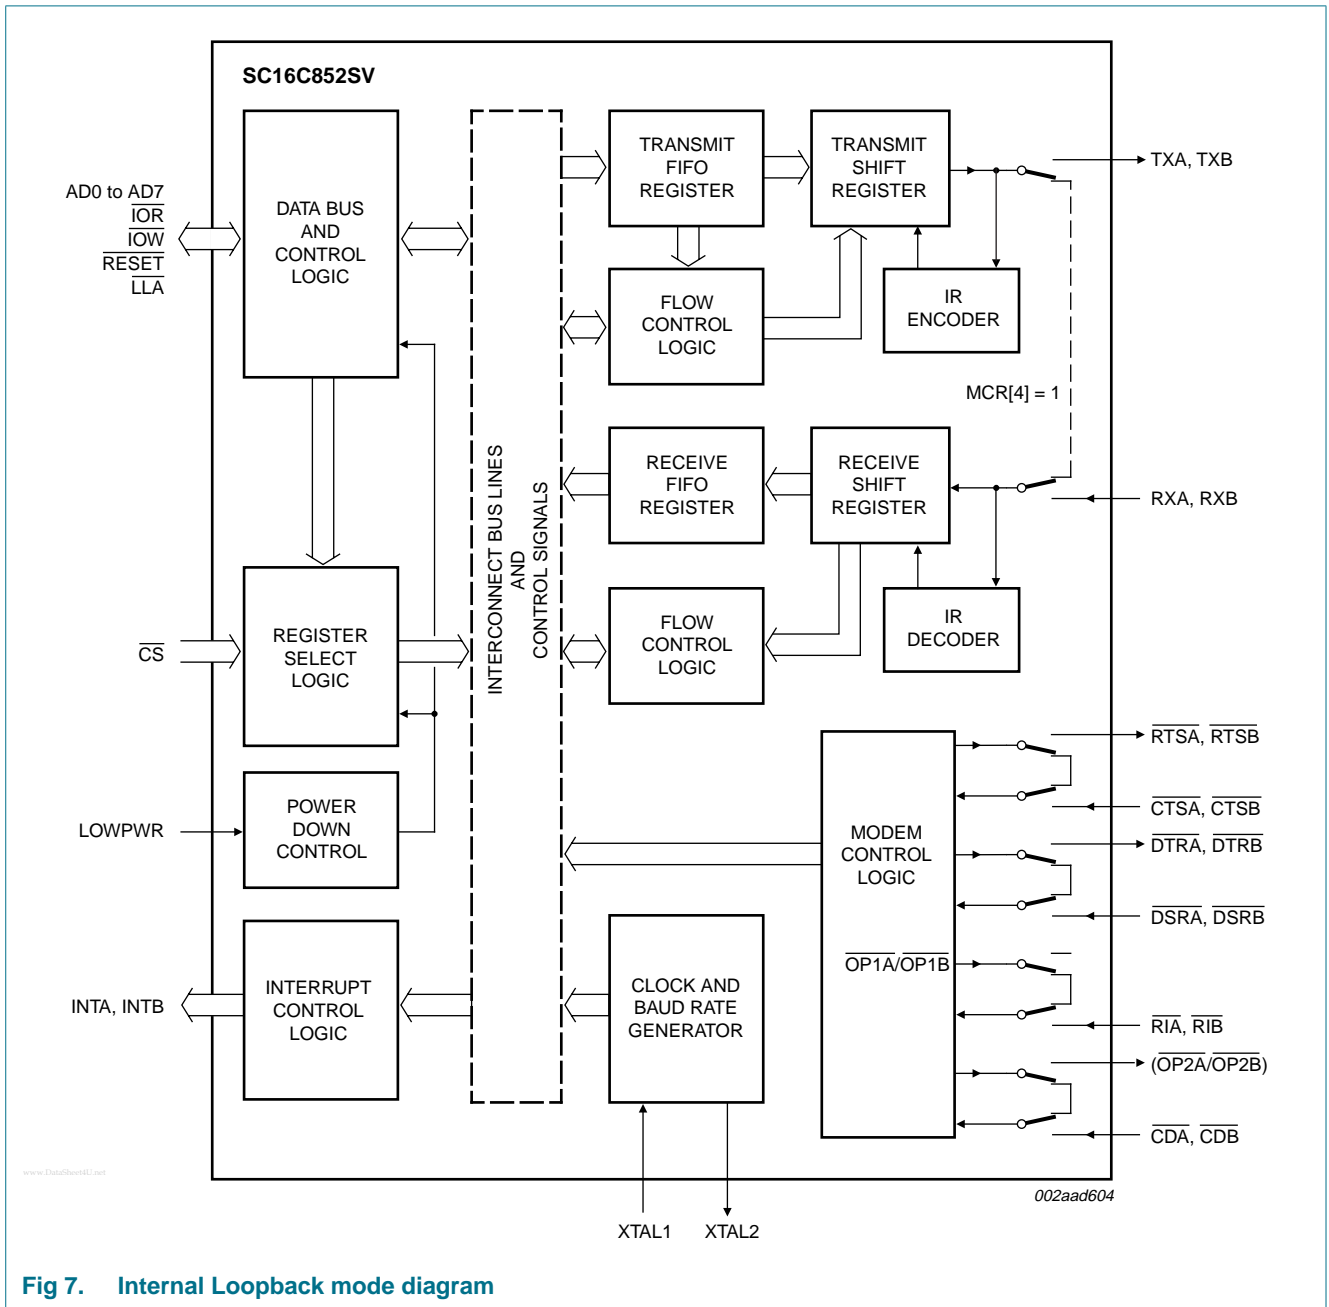 SC16C852SV
AD0 to AD7
IOR
IOW
RESET
LLA
DATA BUS
AND
CONTROL
LOGIC
CS
REGISTER
SELECT
LOGIC
LOWPWR
POWER
DOWN
CONTROL
INTA, INTB
INTERRUPT
CONTROL
LOGIC
INTERCONNECT BUS LINES
AND
CONTROL SIGNALS
TRANSMIT
FIFO
REGISTER
TRANSMIT
SHIFT
REGISTER
TXA, TXB
FLOW
CONTROL
LOGIC
IR
ENCODER
MCR[4] = 1
RECEIVE
FIFO
REGISTER
RECEIVE
SHIFT
REGISTER
RXA, RXB
FLOW
CONTROL
LOGIC
IR
DECODER
MODEM
CONTROL
LOGIC
OP1A/OP1B
RTSA, RTSB
CTSA, CTSB
DTRA, DTRB
DSRA, DSRB
RIA, RIB
(OP2A/OP2B)
CDA, CDB
CLOCK AND
BAUD RATE
GENERATOR
XTAL1
XTAL2
www.DataSheet4U.net
002aad604
Fig 7. Internal Loopback mode diagram